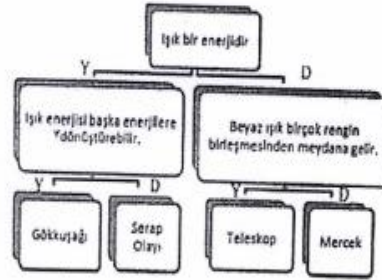 Işık bir enerjidir
Y
D
Işık enerjisi başka enerjilere
dönüştürebilir.
Beyaz ışık birçok rengin
birleşmesinden meydana gelir.
Y
D
Y
D
Gökkuşağı
Serap
Olayı
Teleskop
Mercek